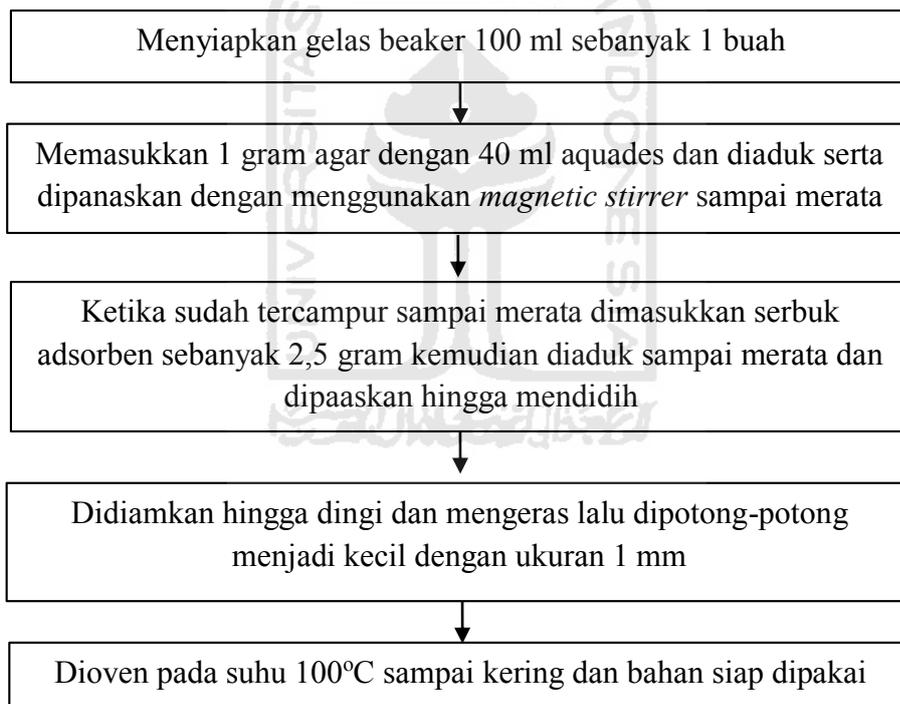 Menyiapkan gelas beaker 100 ml sebanyak 1 buah
Memasukkan 1 gram agar dengan 40 ml aquades dan diaduk serta
dipanaskan dengan menggunakan magnetic stirrer sampai merata
Ketika sudah tercampur sampai merata dimasukkan serbuk
adsorben sebanyak 2,5 gram kemudian diaduk sampai merata dan
dipaaskan hingga mendidih
Didiamkan hingga dingi dan mengeras lalu dipotong-potong
menjadi kecil dengan ukuran 1 mm
Dioven pada suhu 100ºC sampai kering dan bahan siap dipakai
UNIVERSITAS